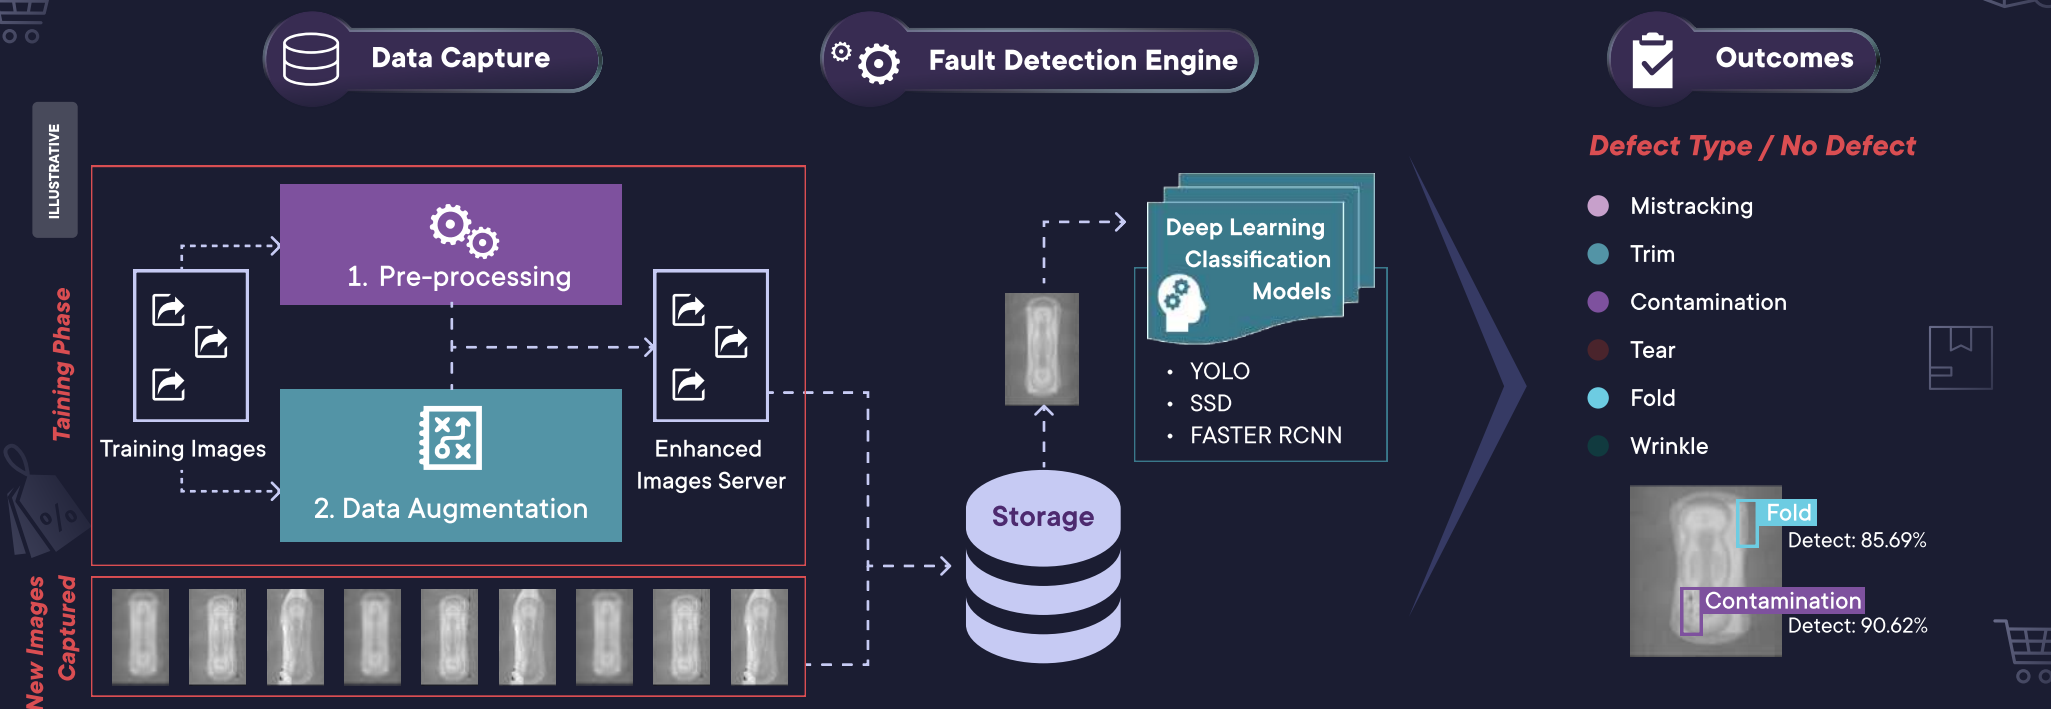 Data Capture
Fault Detection Engine
Outcomes
ILLUSTRATIVE
Taining Phase
1. Pre-processing
Training Images
2. Data Augmentation
Enhanced
Images Server
New Images
Captured
Storage
Deep Learning
Classification
Models
• YOLO
• SSD
• FASTER RCNN
Defect Type / No Defect
Mistracking
Trim
Contamination
Tear
Fold
Wrinkle
Fold
Detect: 85.69%
Contamination
Detect: 90.62%
%